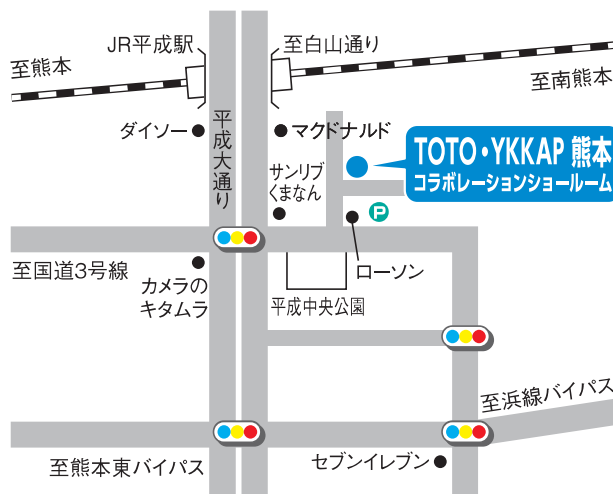 JR平成駅
至白山通り
至熊本
至南熊本
ダイソー
平成大通り
マクドナルド
TOTO・YKKAP 熊本
コラボレーションショールーム
サンリブ
くまなん
P
至国道3号線
カメラの
キタムラ
ローソン
平成中央公園
至浜線バイパス
至熊本東バイパス
セブンイレブン